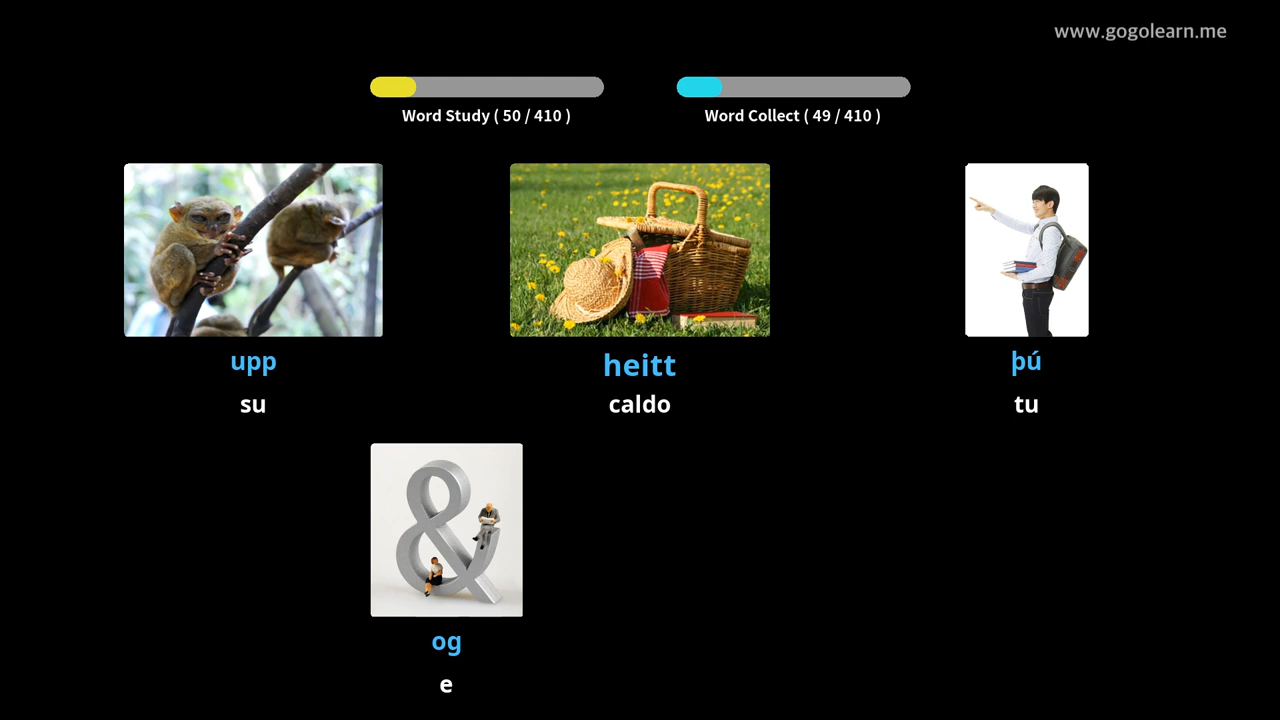 www.gogolearn.me
Word Study ( 50 / 410 )
Word Collect ( 49 / 410 )
upp
heitt
þú
su
caldo
tu
&
og
e